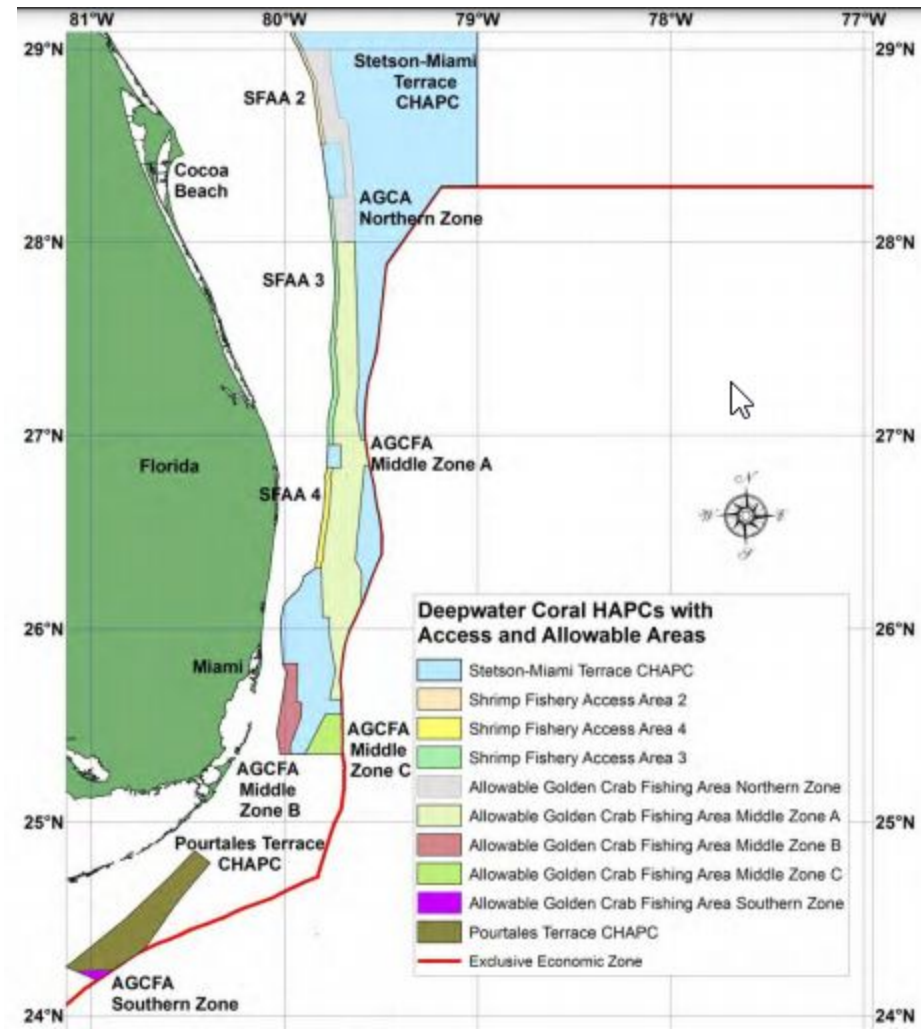 81°W 80°W 79°W 78°W 77°W
29°N 29°N
Stetson-Miami
Terrace
CHAPC
SFAA 2
Cocoa
Beach
AGCA
Northern Zone
28°N 28°N
SFAA 3
27°N 27°N
AGCFA
Middle Zone A
Florida
SFAA 4
N
W E
S
26°N 26°N
Miami
AGCFA
Middle
Zone C
AGCFA
Middle
Zone B
25°N 25°N
Pourtales Terrace
CHAPC
AGCFA
Southern Zone
24°N 24°N
Deepwater Coral HAPCs with
Access and Allowable Areas
Stetson-Miami Terrace CHAPC
Shrimp Fishery Access Area 2
Shrimp Fishery Access Area 4
Shrimp Fishery Access Area 3
Allowable Golden Crab Fishing Area Northern Zone
Allowable Golden Crab Fishing Area Middle Zone A
Allowable Golden Crab Fishing Area Middle Zone B
Allowable Golden Crab Fishing Area Middle Zone C
Allowable Golden Crab Fishing Area Southern Zone
Pourtales Terrace CHAPC
Exclusive Economic Zone